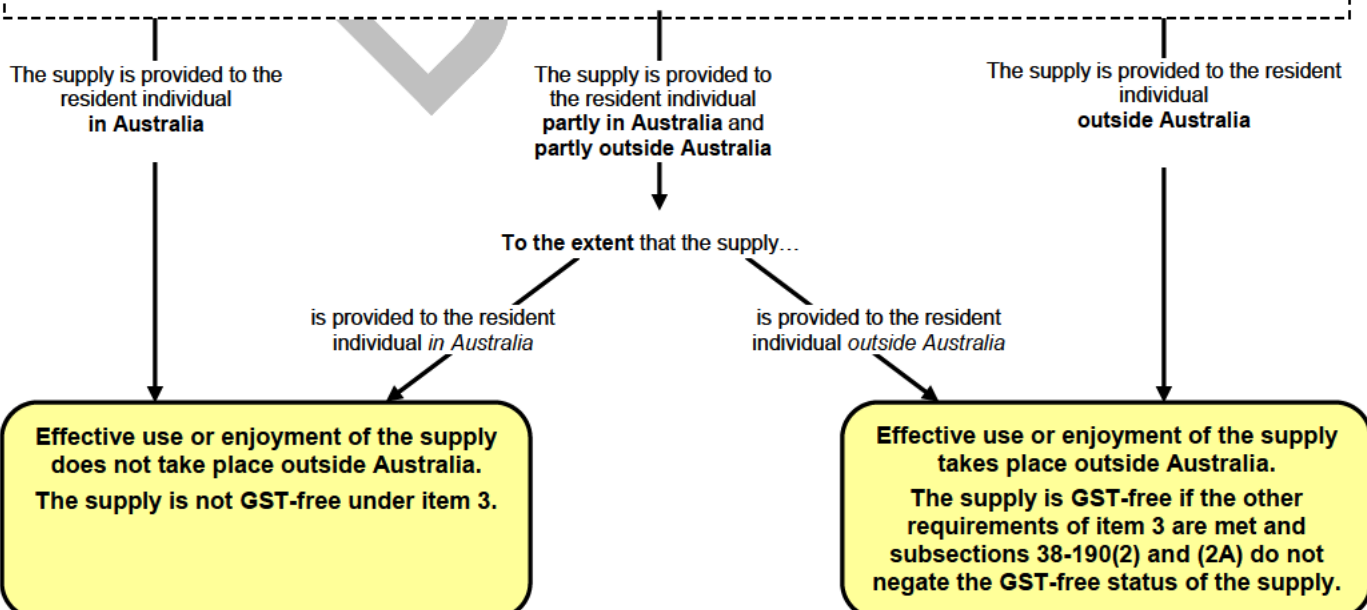 The supply is provided to the
resident individual
in Australia
The supply is provided to
the resident individual
partly in Australia and
partly outside Australia
The supply is provided to the resident
individual
outside Australia
To the extent that the supply…
is provided to the resident
individual in Australia
is provided to the resident
individual outside Australia
Effective use or enjoyment of the supply
does not take place outside Australia.
The supply is not GST-free under item 3.
Effective use or enjoyment of the supply
takes place outside Australia.
The supply is GST-free if the other
requirements of item 3 are met and
subsections 38-190(2) and (2A) do not
negate the GST-free status of the supply.